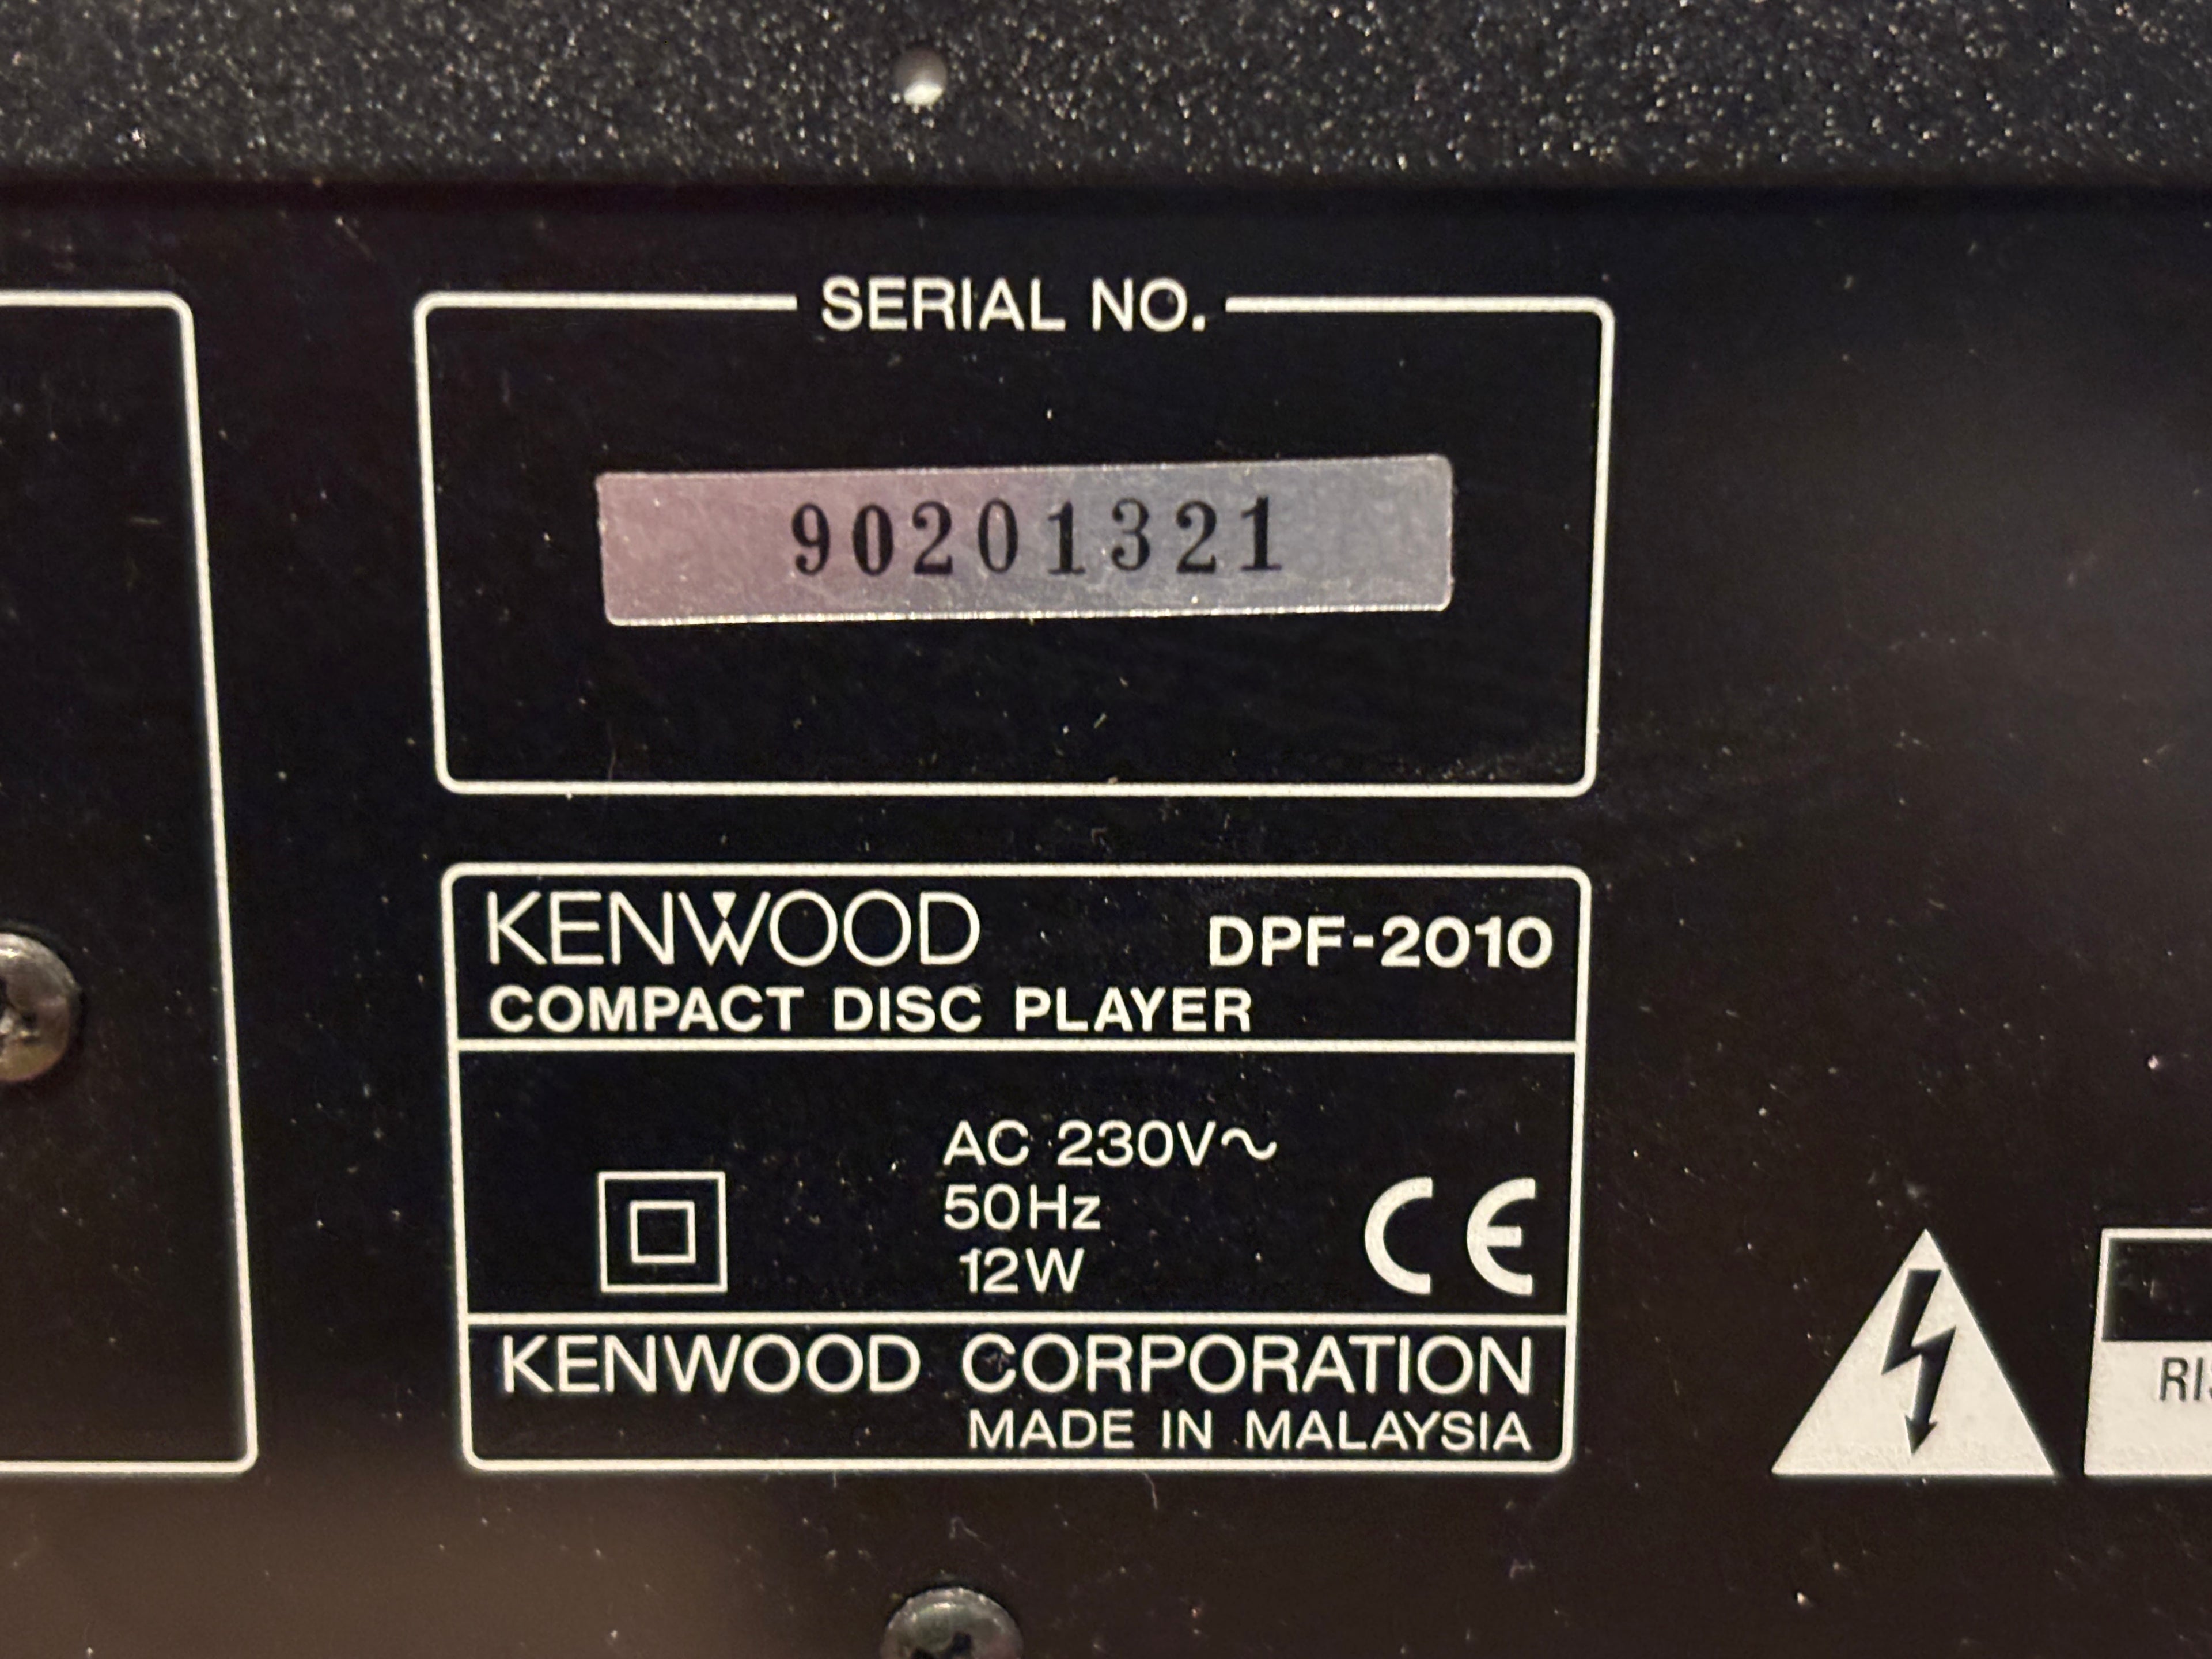 SERIAL NO.
90201321
KENWOOD DPF-2010
COMPACT DISC PLAYER
AC 230V~
50Hz
12W
CE
KENWOOD CORPORATION
MADE IN MALAYSIA